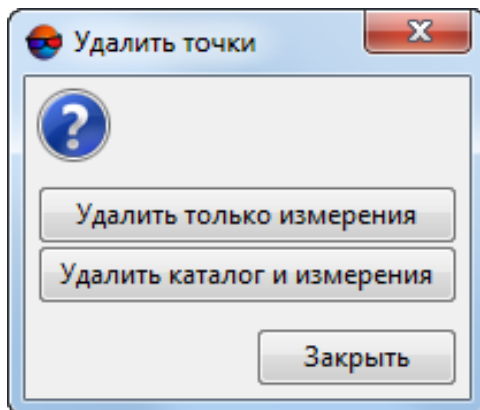 Удалить точки
Удалить только измерения
Удалить каталог и измерения
Закрыть